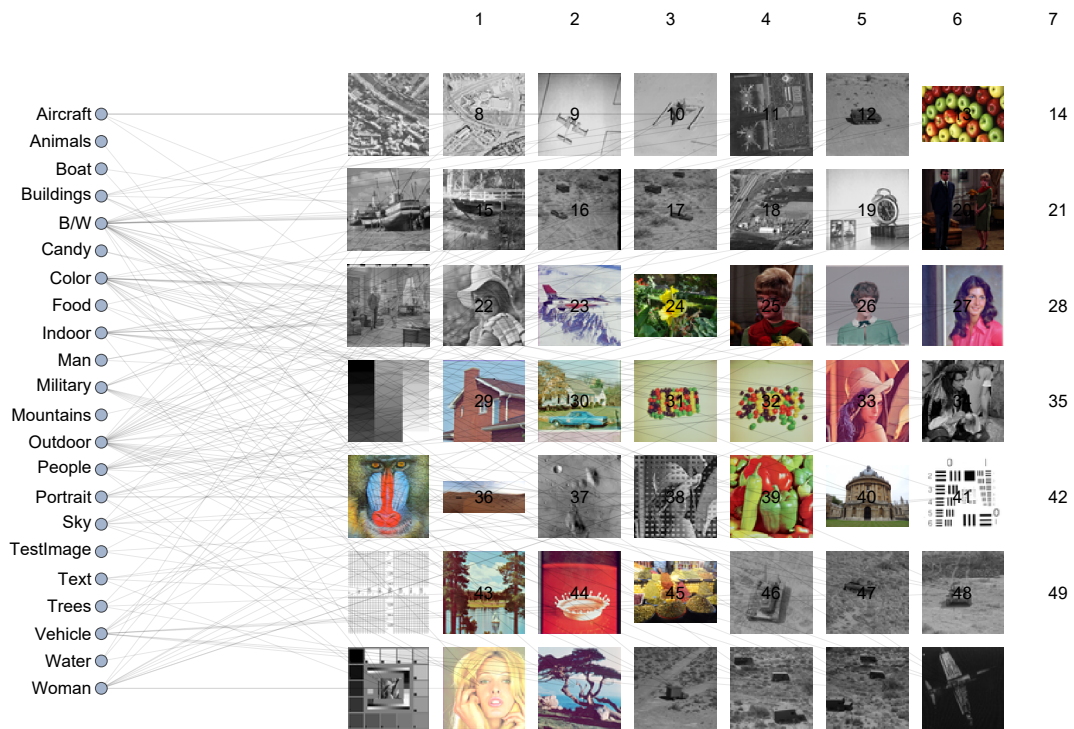 1 2 3 4 5 6 7
Aircraft 8 9 10 11 12 13 14
Animals
Boat
Buildings 15 16 17 18 19 20 21
B/W
Candy
Color
Food 22 23 24 25 26 27 28
Indoor
Man
Military 29 30 31 32 33 34 35
Mountains
Outdoor
People
Portrait 36 37 38 39 40 41 42
Sky
TestImage
Text
Trees 43 44 45 46 47 48 49
Vehicle
Water
Woman